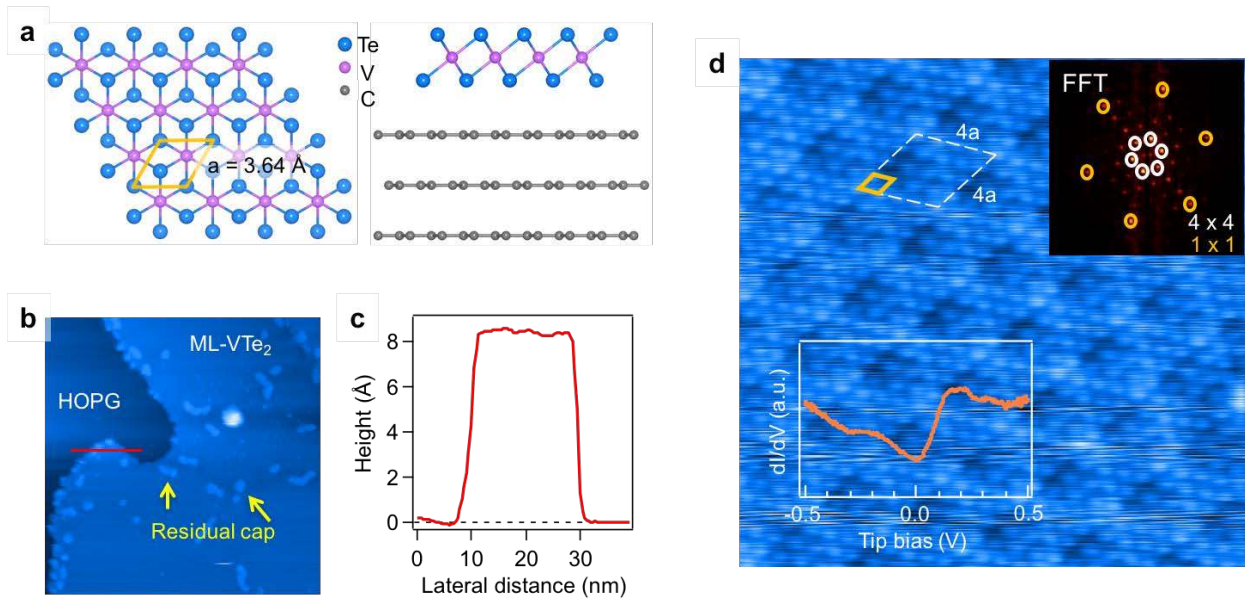 a
Te
V
C
a = 3.64 Å
b
ML-VTe₂
HOPG
Residual cap
c
Height (Å)
8
6
4
2
0
0
10
20
30
Lateral distance (nm)
d
FFT
4a
4a
4 x 4
1 x 1
dI/dV (a.u.)
-0.5
0.0
0.5
Tip bias (V)